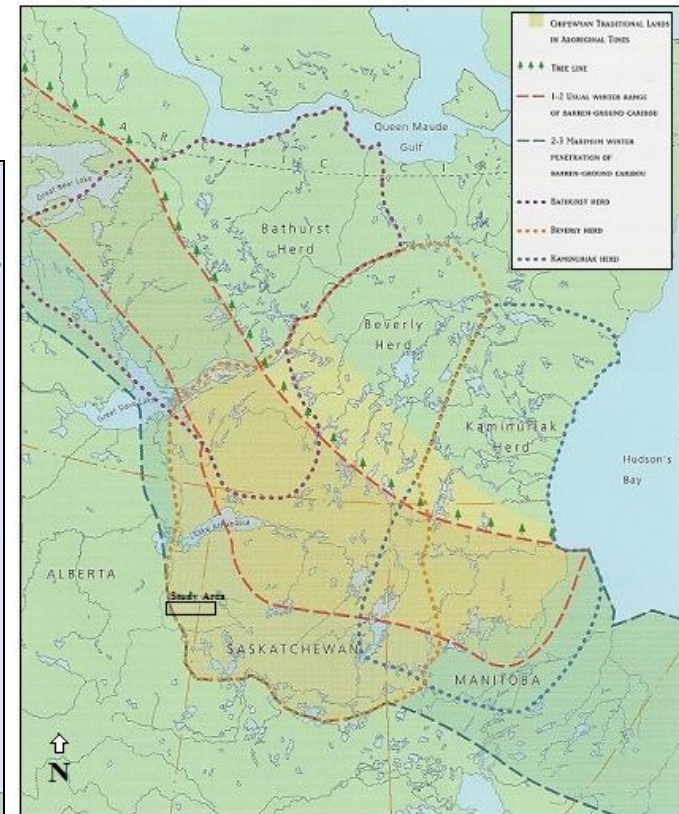 CHIPEWYAN TRADITIONAL LANDS
IN ABORIGINAL TIMES
TREE LINE
1-2 USUAL WINTER RANGE
OF BARREN-GROUND CARIBOU
2-3 MAXIMUM WINTER
PENETRATION OF
BARREN-GROUND CARIBOU
BATHURST HERD
BEVERLY HERD
KAMINURIAK HERD
Queen Maude
Gulf
A R C T I C C I
Great Bear Lake
Bathurst
Herd
Beverly
Herd
Kaminuriak
Herd
Great Slave Lake
Hudson's
Bay
Lake Athabasca
ALBERTA
Study Area
SASKATCHEWAN
MANITOBA
N